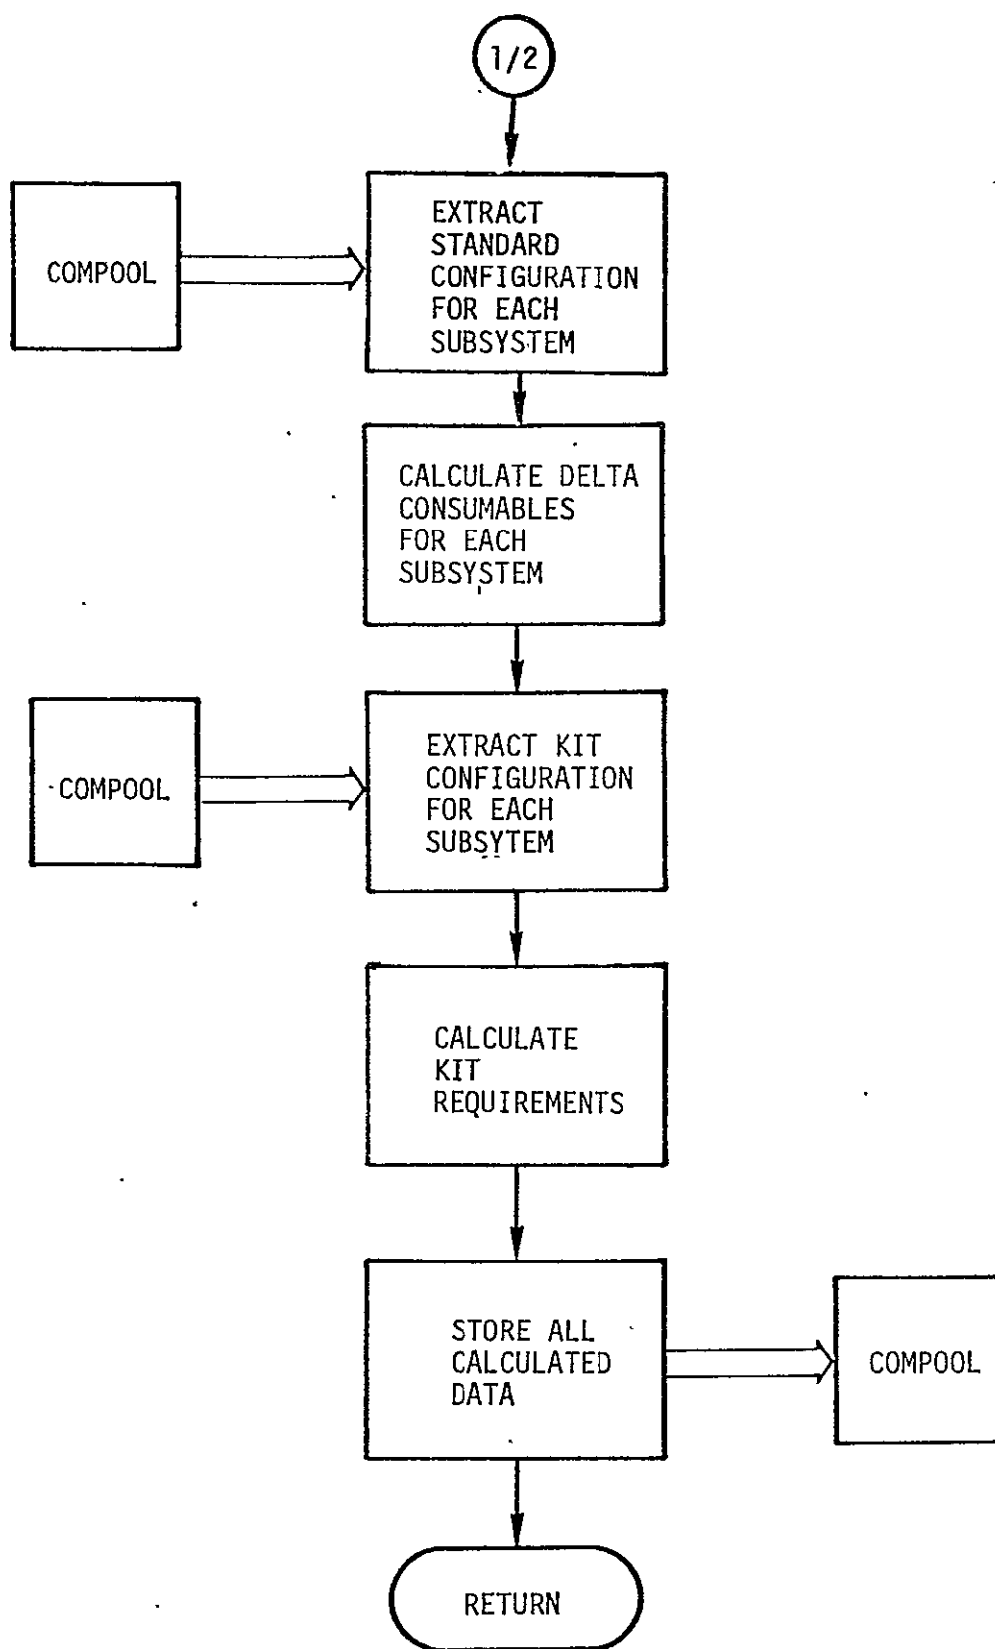 1/2
COMPOOL
EXTRACT
STANDARD
CONFIGURATION
FOR EACH
SUBSYSTEM
CALCULATE DELTA
CONSUMABLES
FOR EACH
SUBSYSTEM
COMPOOL
EXTRACT KIT
CONFIGURATION
FOR EACH
SUBSYTEM
CALCULATE
KIT
REQUIREMENTS
STORE ALL
CALCULATED
DATA
COMPOOL
RETURN